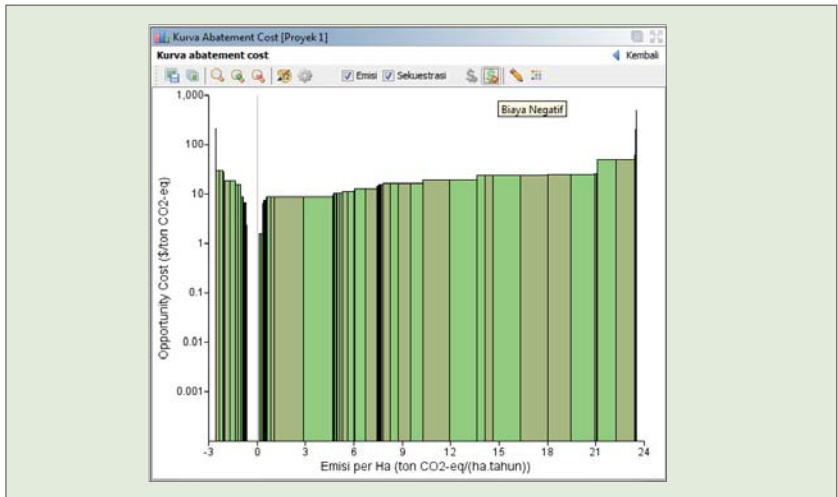 Kurva Abatement Cost [Proyek 1]
Kurva abatement cost
Kembali
Emisi Sekuestrasi
Biaya Negatif
Opportunity Cost ($/ton CO2-eq)
1,000
100
10
1
0.1
0.01
0.001
-3 0 3 6 9 12 15 18 21 24
Emisi per Ha (ton CO2-eq/(ha.tahun))